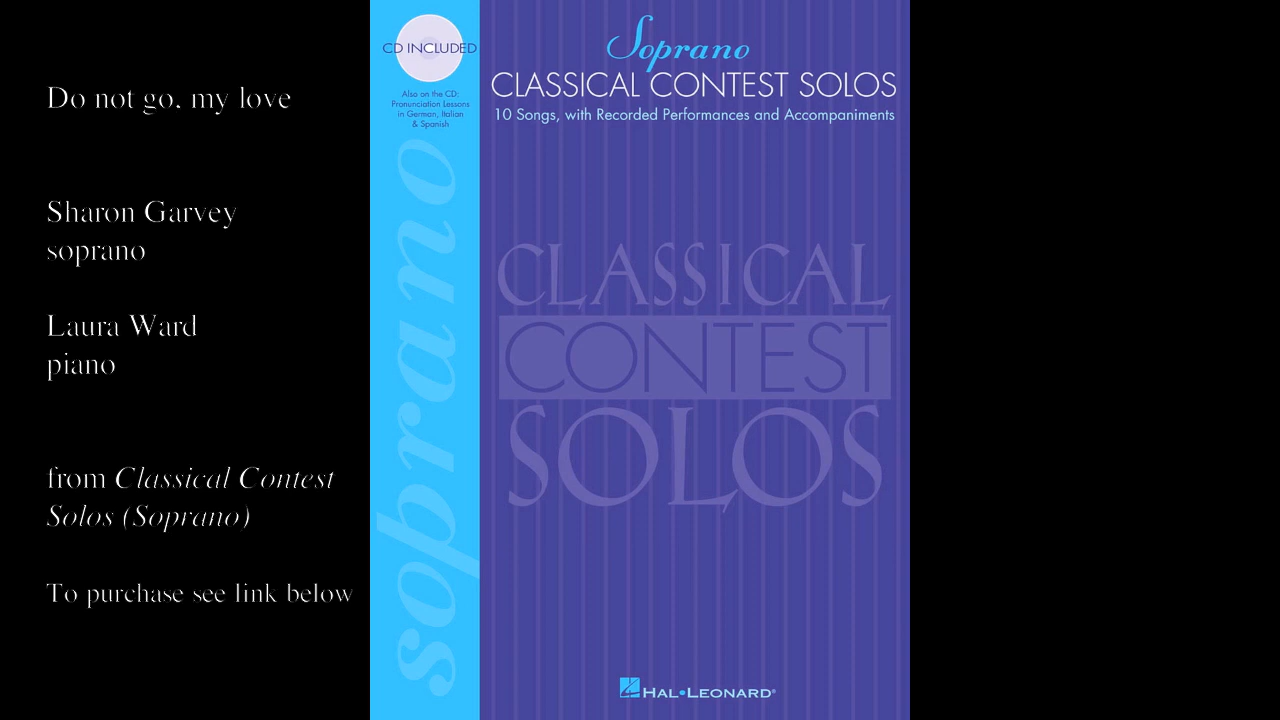 Do not go, my love
Sharon Garvey
soprano
Laura Ward
piano
from Classical Contest
Solos (Soprano)
To purchase see link below
CD INCLUDED
Also on the CD:
Pronunciation Lessons
in German, Italian
& Spanish
soprano
Soprano
CLASSICAL CONTEST SOLOS
10 Songs, with Recorded Performances and Accompaniments
CLASSICAL
CONTEST
SOLOS
HAL•LEONARD®